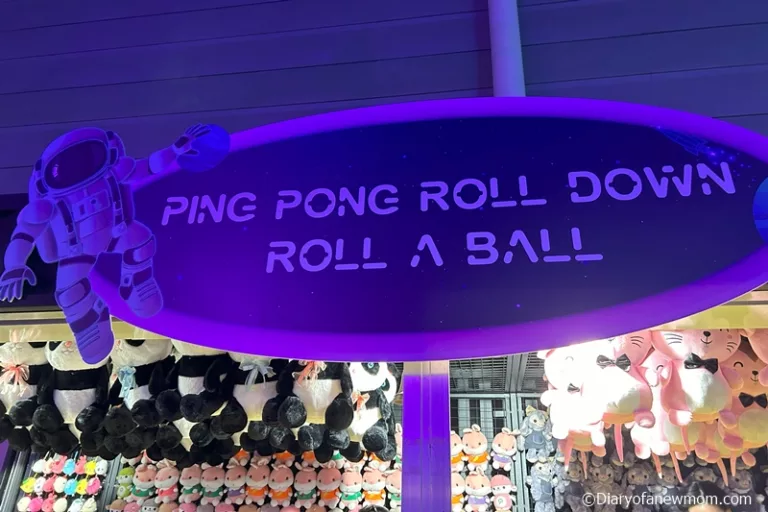 PING PONG ROLL DOWN
ROLL A BALL
©Diaryofanewmom.com